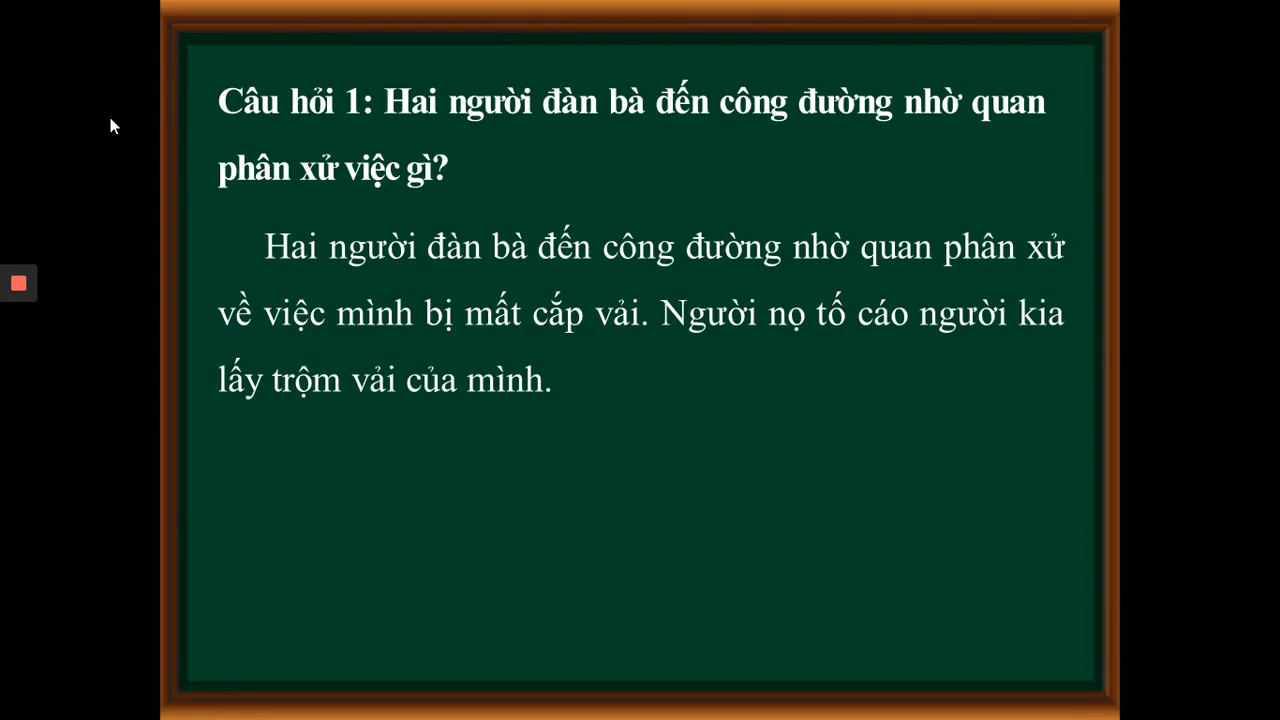 Câu hỏi 1: Hai người đàn bà đến công đường nhờ quan
phân xử việc gì?
Hai người đàn bà đến công đường nhờ quan phân xử
về việc mình bị mất cắp vải. Người nọ tố cáo người kia
lấy trộm vải của mình.